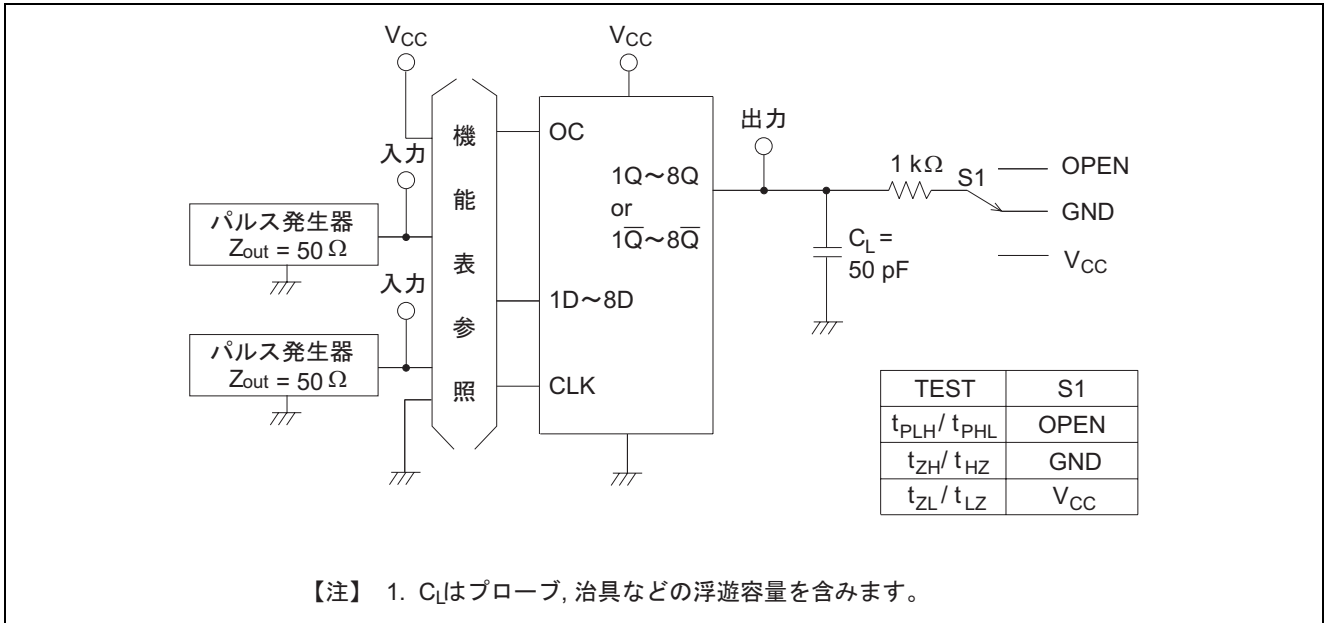 VCC
VCC
機能表参照
入力
パルス発生器
Zout = 50 Ω
入力
パルス発生器
Zout = 50 Ω
OC
1Q～8Q
or
1Q̅～8Q̅
1D～8D
CLK
出力
1 kΩ
S1
OPEN
GND
VCC
CL =
50 pF
TEST S1
tPLH / tPHL OPEN
tZH / tHZ GND
tZL / tLZ VCC
【注】 1. CLはプローブ, 治具などの浮遊容量を含みます。